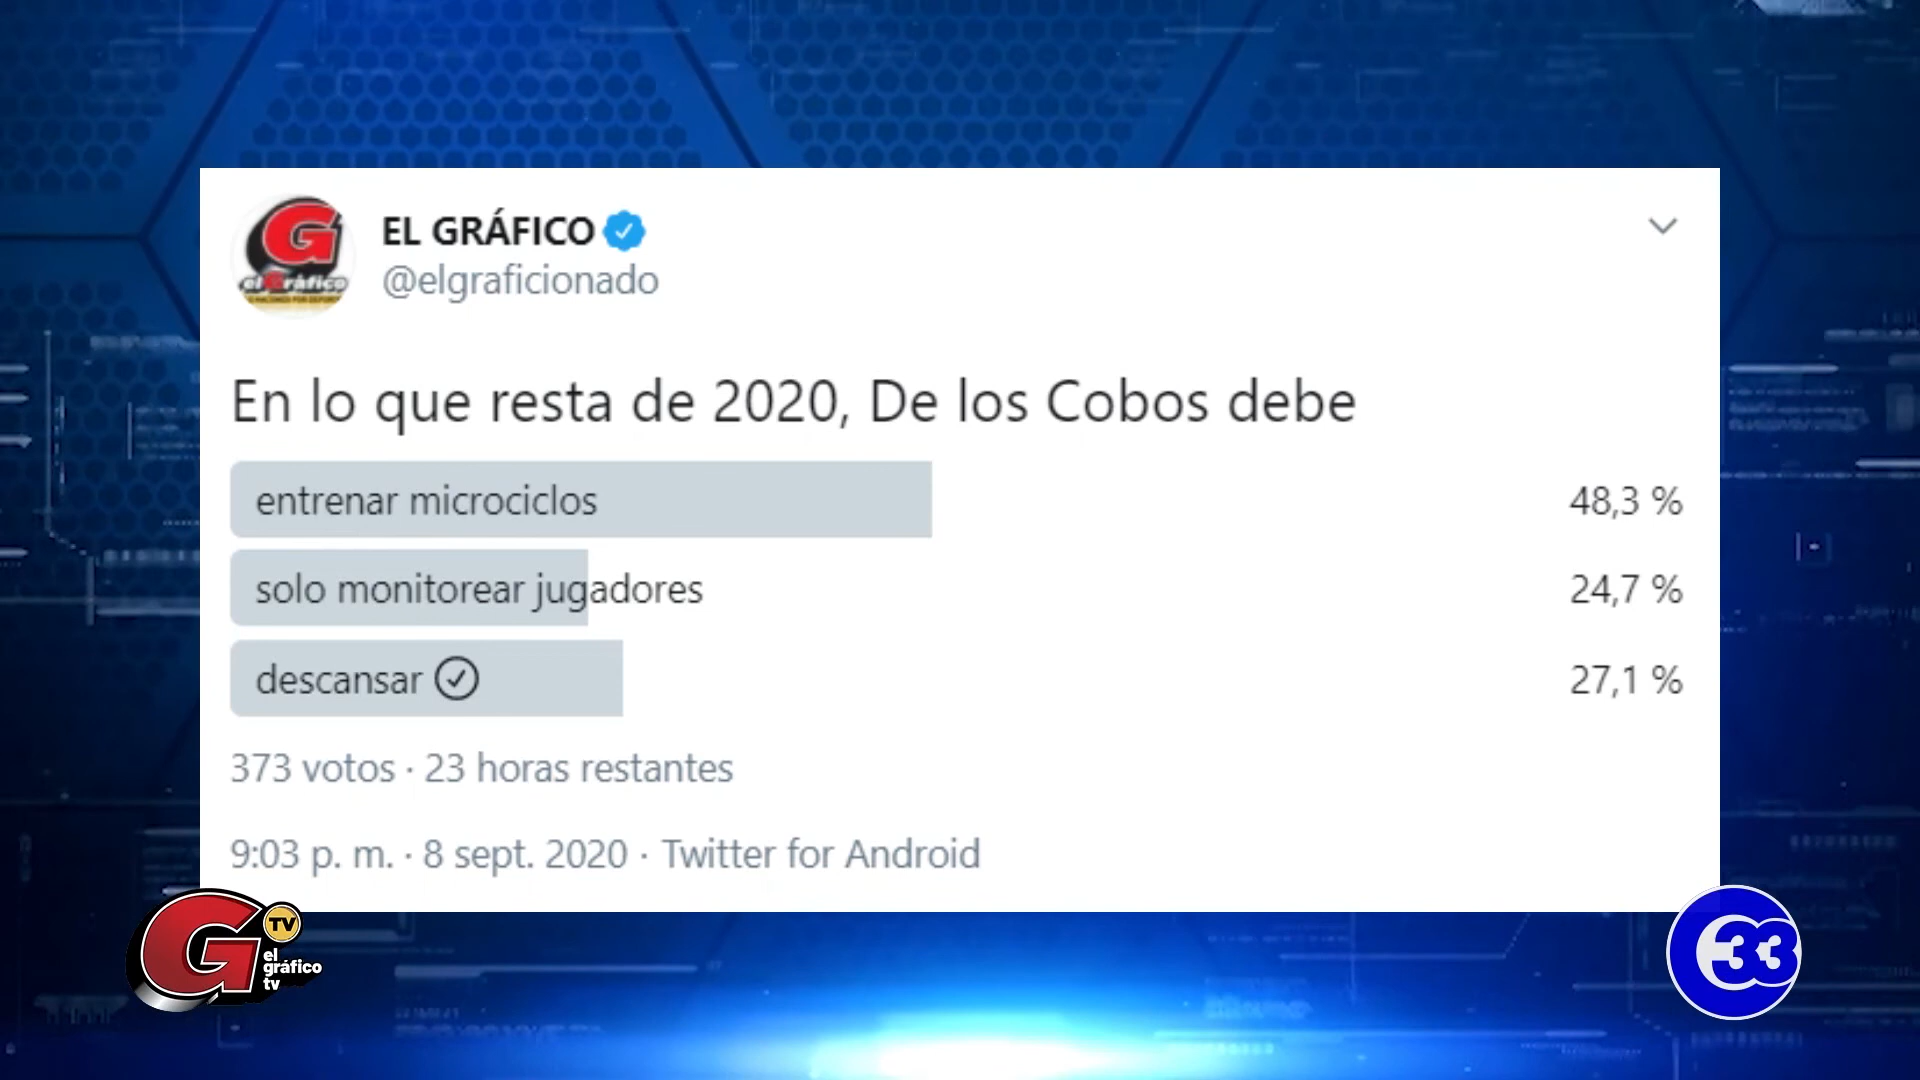 EL GRÁFICO
@elgraficionado
En lo que resta de 2020, De los Cobos debe
entrenar microciclos 48,3 %
solo monitorear jugadores 24,7 %
descansar 27,1 %
373 votos · 23 horas restantes
9:03 p. m. · 8 sept. 2020 · Twitter for Android
G TV
el
gráfico
tv
33